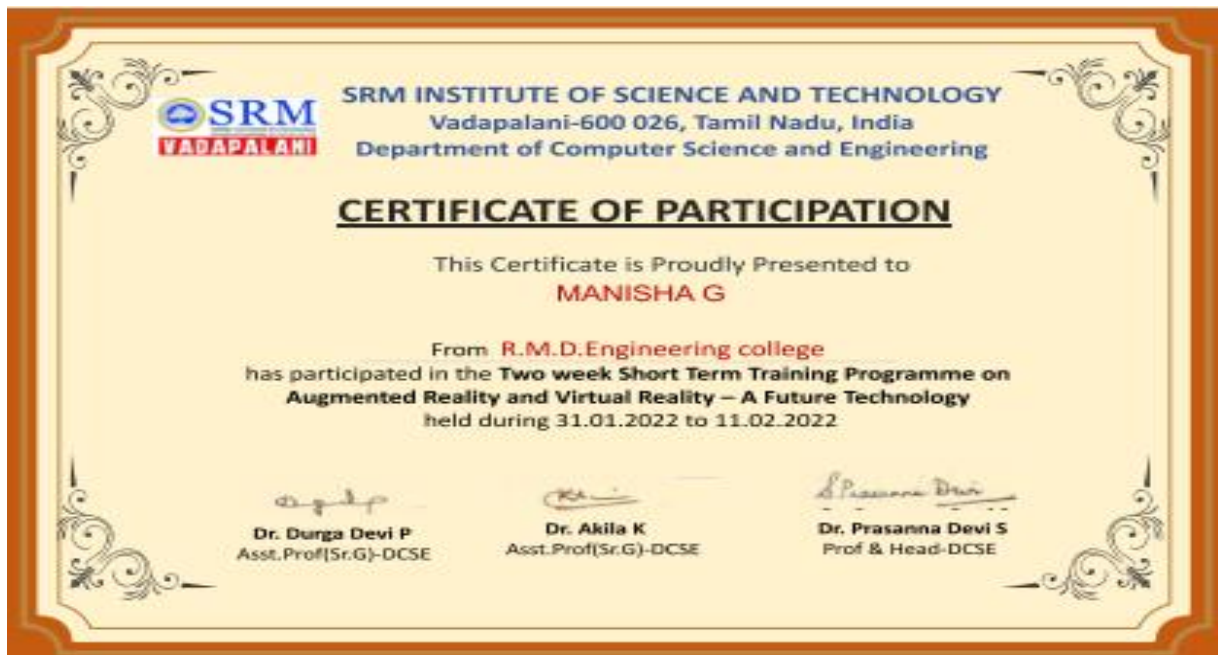 SRM
VADAPALANI
SRM INSTITUTE OF SCIENCE AND TECHNOLOGY
Vadapalani-600 026, Tamil Nadu, India
Department of Computer Science and Engineering
CERTIFICATE OF PARTICIPATION
This Certificate is Proudly Presented to
MANISHA G
From R.M.D.Engineering college
has participated in the Two week Short Term Training Programme on
Augmented Reality and Virtual Reality – A Future Technology
held during 31.01.2022 to 11.02.2022
S Prasanna Devi
Dr. Durga Devi P
Asst.Prof(Sr.G)-DCSE
Dr. Akila K
Asst.Prof(Sr.G)-DCSE
Dr. Prasanna Devi S
Prof & Head-DCSE